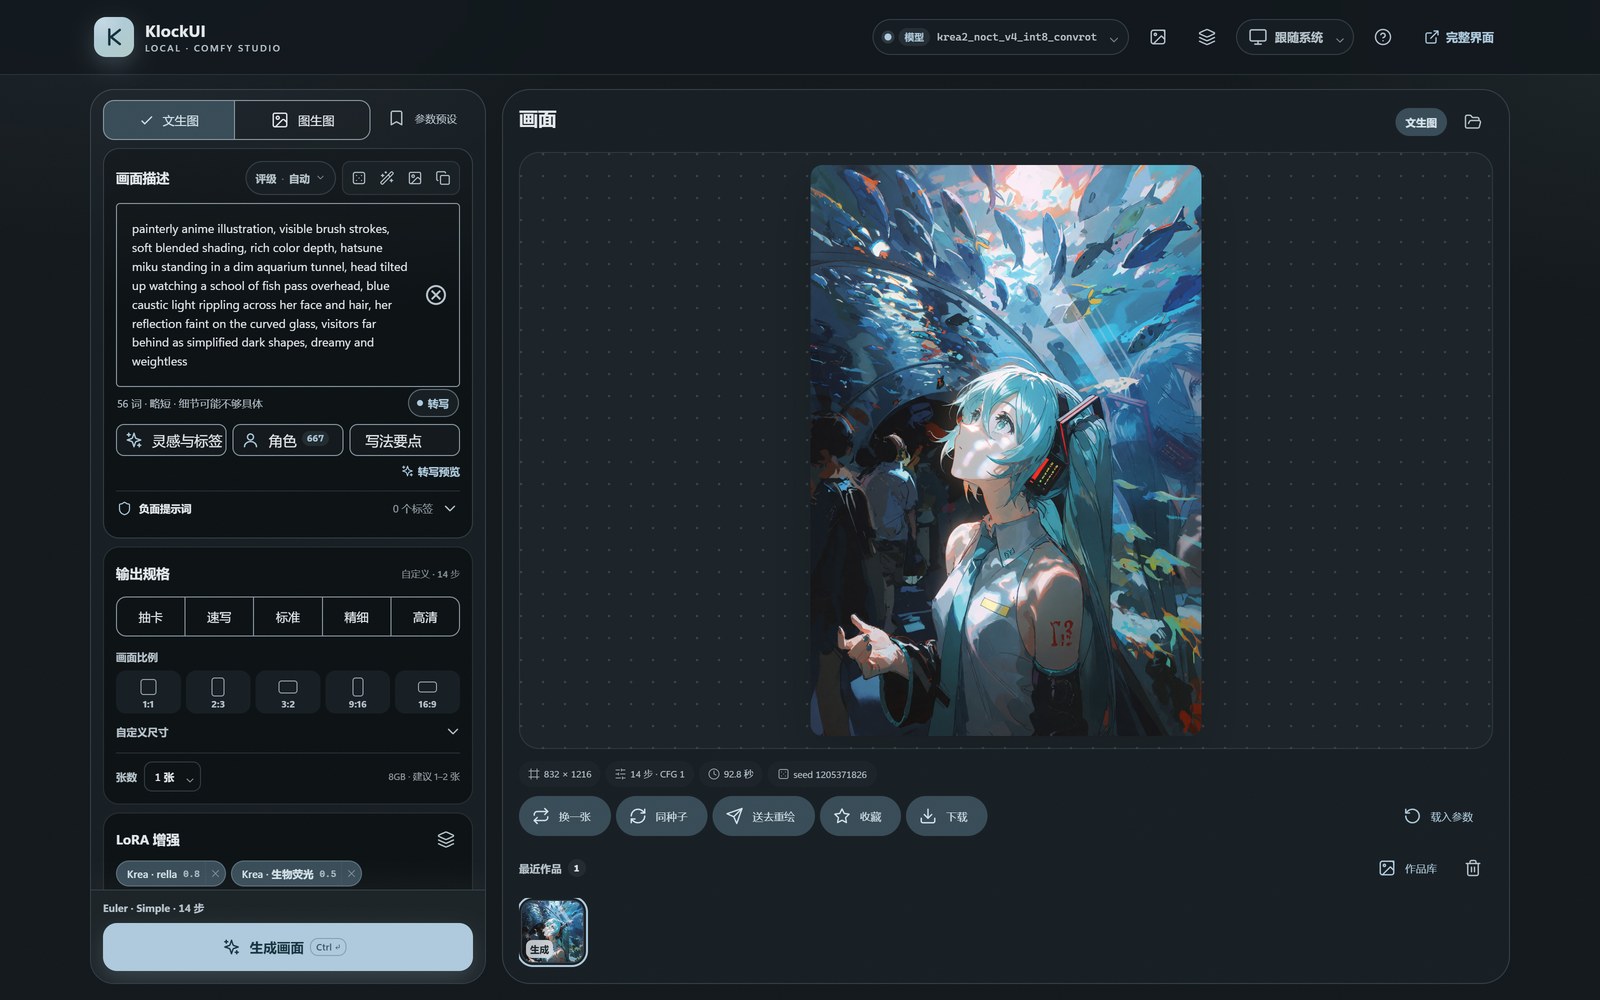 K
KlockUI
LOCAL · COMFY STUDIO
模型 krea2_noct_v4_int8_convrot
跟随系统
完整界面
文生图
图生图
参数预设
画面描述
评级 · 自动
painterly anime illustration, visible brush strokes,
soft blended shading, rich color depth, hatsune
miku standing in a dim aquarium tunnel, head tilted
up watching a school of fish pass overhead, blue
caustic light rippling across her face and hair, her
reflection faint on the curved glass, visitors far
behind as simplified dark shapes, dreamy and
weightless
56 词 · 略短 · 细节可能不够具体
转写
灵感与标签
角色 667
写法要点
转写预览
负面提示词
0 个标签
输出规格
自定义 · 14 步
抽卡
速写
标准
精细
高清
画面比例
1:1
2:3
3:2
9:16
16:9
自定义尺寸
张数
1 张
8GB · 建议 1–2 张
LoRA 增强
Krea · rella 0.8
Krea · 生物荧光 0.5
Euler · Simple · 14 步
生成画面 Ctrl ↵
画面
文生图
832 × 1216
14 步 · CFG 1
92.8 秒
seed 1205371826
换一张
同种子
送去重绘
收藏
下载
载入参数
最近作品 1
作品库
生成